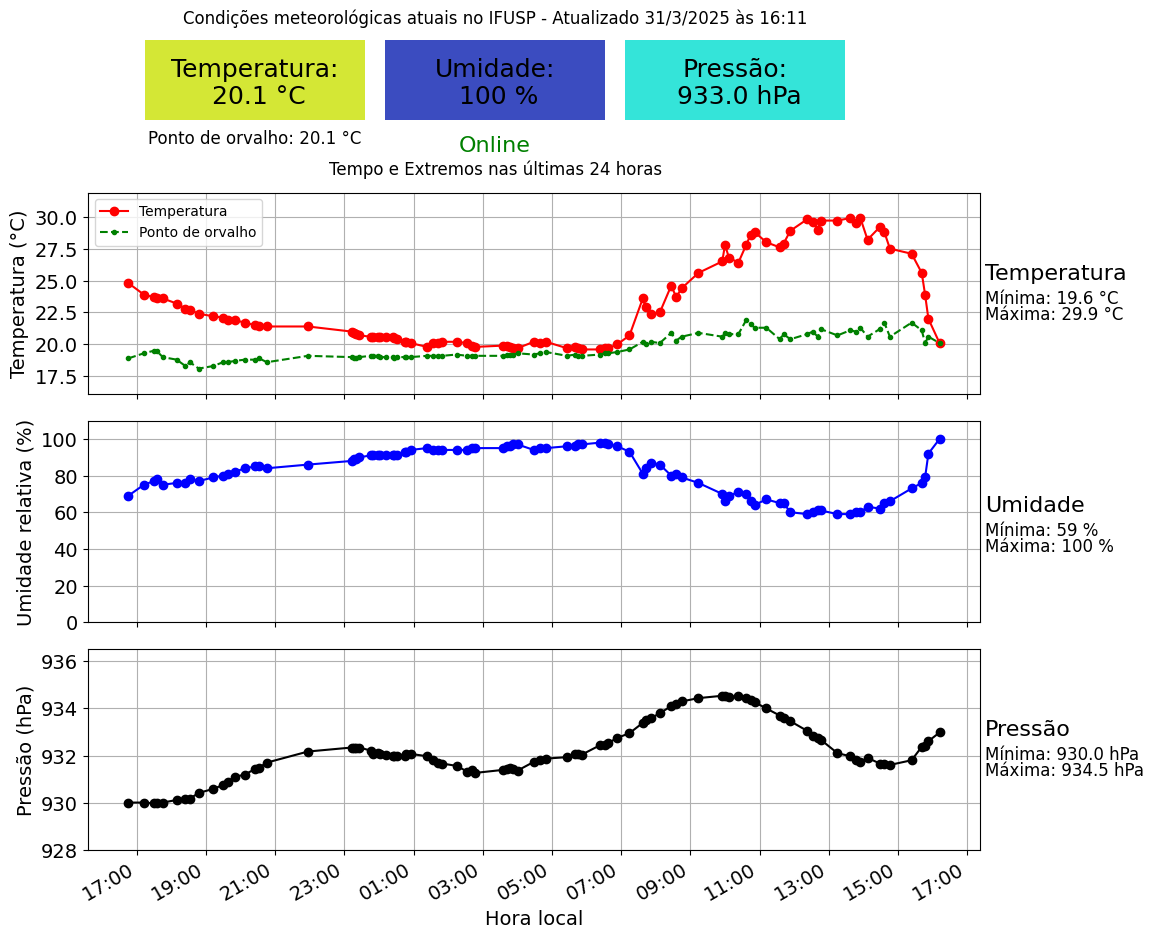 Condições meteorológicas atuais no IFUSP - Atualizado 31/3/2025 às 16:11
Temperatura:
20.1 °C
Umidade:
100 %
Pressão:
933.0 hPa
Ponto de orvalho: 20.1 °C
Online
Tempo e Extremos nas últimas 24 horas
Temperatura (°C)
30.0
27.5
25.0
22.5
20.0
17.5
Temperatura
Ponto de orvalho
Temperatura
Mínima: 19.6 °C
Máxima: 29.9 °C
Umidade relativa (%)
100
80
60
40
20
0
Umidade
Mínima: 59 %
Máxima: 100 %
Pressão (hPa)
936
934
932
930
928
Pressão
Mínima: 930.0 hPa
Máxima: 934.5 hPa
17:00
19:00
21:00
23:00
01:00
03:00
05:00
07:00
09:00
11:00
13:00
15:00
17:00
Hora local